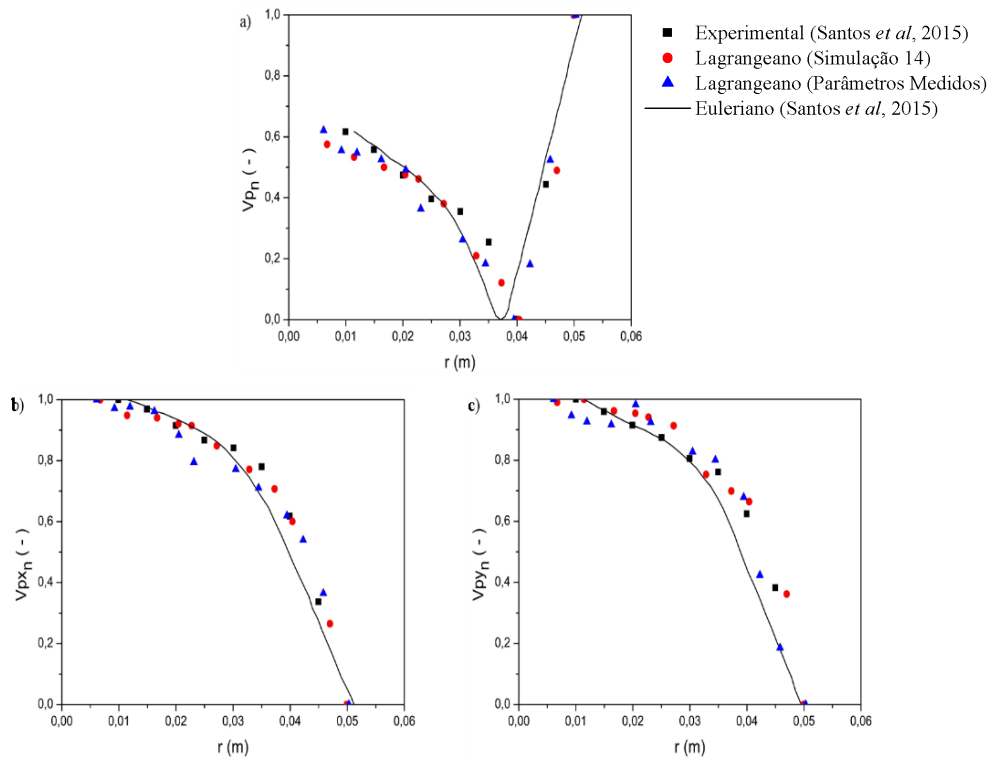 a)
1,0
0,8
0,6
0,4
0,2
0,0
Vp_n ( - )
0,00 0,01 0,02 0,03 0,04 0,05 0,06
r (m)
Experimental (Santos et al, 2015)
Lagrangeano (Simulação 14)
Lagrangeano (Parâmetros Medidos)
Euleriano (Santos et al, 2015)
b)
1,0
0,8
0,6
0,4
0,2
0,0
Vpx_n ( - )
0,00 0,01 0,02 0,03 0,04 0,05 0,06
r (m)
c)
1,0
0,8
0,6
0,4
0,2
0,0
Vpy_n ( - )
0,00 0,01 0,02 0,03 0,04 0,05 0,06
r (m)